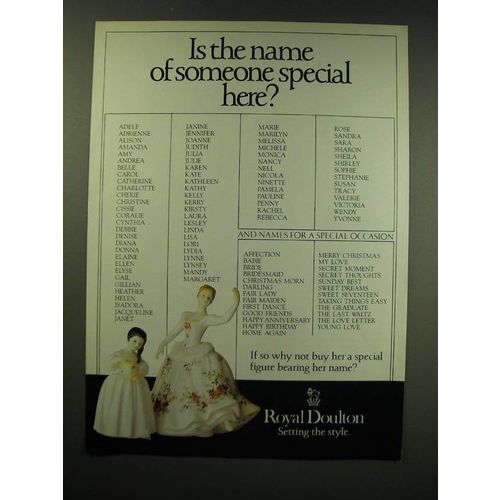 Is the name
of someone special
here?
ADELE
ADRIENNE
ALISON
AMANDA
AMY
ANDREA
BELLE
CAROL
CATHERINE
CHARLOTTE
CHERIE
CHRISTINE
CISSIE
CORALIE
CYNTHIA
DEBBIE
DENISE
DIANA
DONNA
ELAINE
ELLEN
ELYSE
GAIL
GILLIAN
HEATHER
HELEN
ISADORA
JACQUELINE
JANET
JANINE
JENNIFER
JOANNE
JUDITH
JULIA
JULIE
KAREN
KATE
KATHLEEN
KATHY
KELLY
KERRY
KIRSTY
LAURA
LESLEY
LINDA
LISA
LORI
LYDIA
LYNNE
LYNSEY
MANDY
MARGARET
MARIE
MARILYN
MELISSA
MICHELE
MONICA
NANCY
NELL
NICOLA
NINETTE
PAMELA
PAULINE
PENNY
RACHEL
REBECCA
ROSE
SANDRA
SARA
SHARON
SHEILA
SHIRLEY
SOPHIE
STEPHANIE
SUSAN
TRACY
VALERIE
VICTORIA
WENDY
YVONNE
AND NAMES FOR A SPECIAL OCCASION
AFFECTION
BABIE
BRIDE
BRIDESMAID
CHRISTMAS MORN
DARLING
FAIR LADY
FAIR MAIDEN
FIRST DANCE
GOOD FRIENDS
HAPPY ANNIVERSARY
HAPPY BIRTHDAY
HOME AGAIN
MERRY CHRISTMAS
MY LOVE
SECRET MOMENT
SECRET THOUGHTS
SUNDAY BEST
SWEET DREAMS
SWEET SEVENTEEN
TAKING THINGS EASY
THE GRADUATE
THE LAST WALTZ
THE LOVE LETTER
YOUNG LOVE
If so why not buy her a special
figure bearing her name?
Royal Doulton
Setting the style.